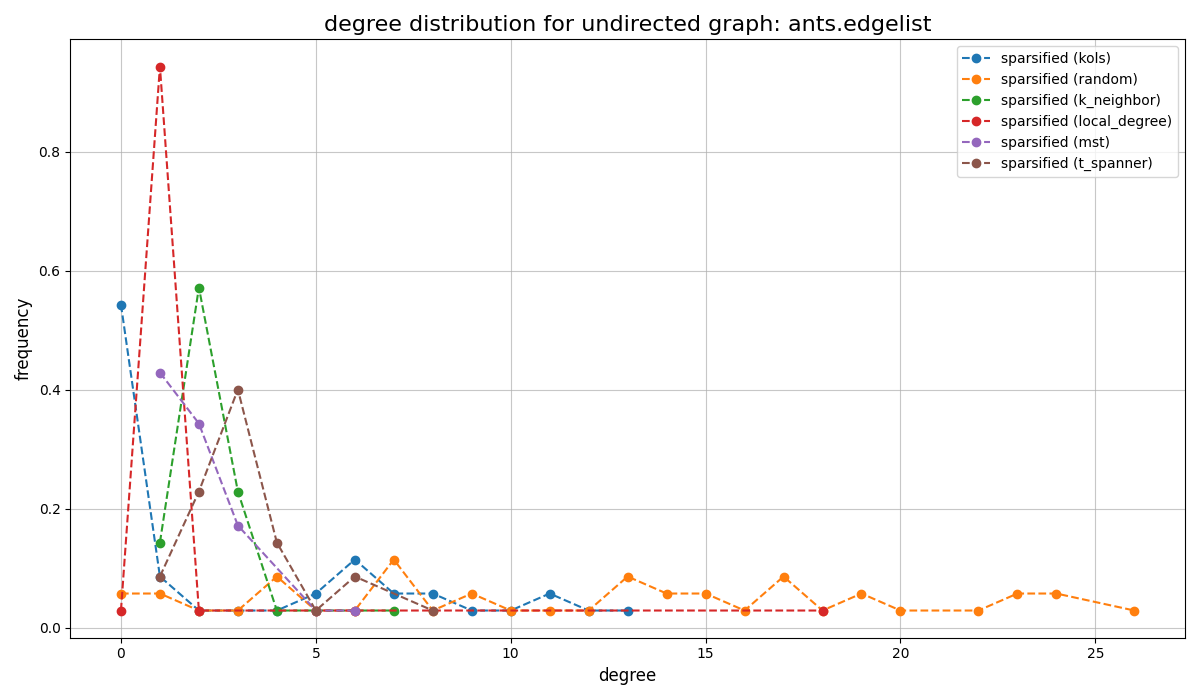 degree distribution for undirected graph: ants.edgelist
sparsified (kols)
sparsified (random)
sparsified (k_neighbor)
sparsified (local_degree)
sparsified (mst)
sparsified (t_spanner)
frequency
0.8
0.6
0.4
0.2
0.0
0 5 10 15 20 25
degree